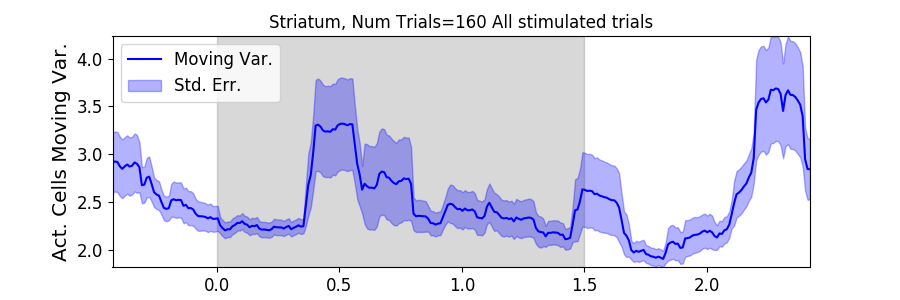 Striatum, Num Trials=160 All stimulated trials
Act. Cells Moving Var.
Moving Var.
Std. Err.
4.0
3.5
3.0
2.5
2.0
0.0 0.5 1.0 1.5 2.0